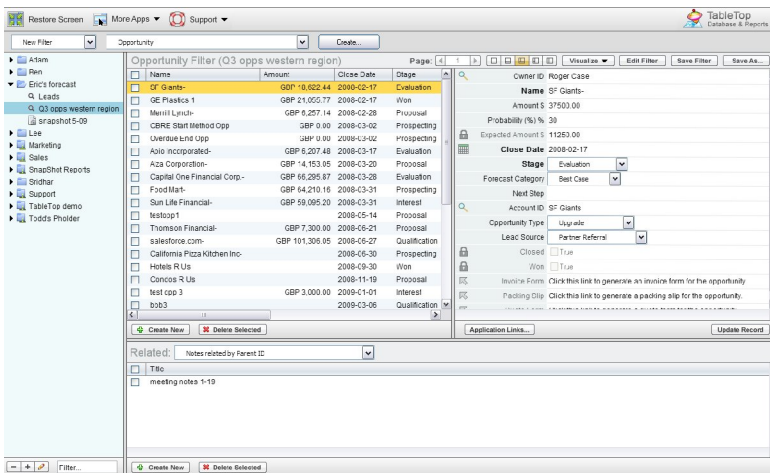 Restore Screen
More Apps
Support
TableTop
Database & Reports
New Filter
Opportunity
Create...
Adam
Ben
Eric's forecast
Leads
Q3 opps western region
snapshot 5-09
Lee
Marketing
Sales
SnapShot Reports
Sridhar
Support
TableTop demo
Todd's Pholder
Filter...
Opportunity Filter (Q3 opps western region)
Page: 1
Visualize
Edit Filter
Save Filter
Save As...
Name Amount Close Date Stage
SF Giants- GBP 18,622.44 2008-02-17 Evaluation
GE Plastics 1 GBP 21,055.77 2008-02-17 Won
Merrill Lynch- GBP 6,257.14 2008-02-28 Proposal
CBRE Start Method Opp GBP 0.00 2008-03-02 Prospecting
Overdue End Opp GBP 0.00 2008-03-02 Prospecting
Incorporated- GBP 6,207.48 2008-03-17 Evaluation
Aza Corporation- GBP 14,153.05 2008-03-20 Proposal
Capital One Financial Corp.- GBP 66,295.87 2008-03-28 Evaluation
Food Mart- GBP 64,210.16 2008-03-31 Prospecting
Sun Life Financial- GBP 59,095.20 2008-03-31 Interest
testopp1 2008-05-14 Proposal
Thomson Financial- GBP 7,300.00 2008-06-21 Proposal
salesforce.com- GBP 101,306.05 2008-06-27 Qualification
California Pizza Kitchen Inc- 2008-06-30 Prospecting
Hotels R Us 2008-09-30 Won
Condos R Us 2008-11-19 Proposal
test opp 3 GBP 3,000.00 2009-01-01 Interest
bob3 2009-03-06 Qualification
Create New
Delete Selected
Owner ID Roger Case
Name SF Giants-
Amount $ 37500.00
Probability (%) % 30
Expected Amount $ 11250.00
Close Date 2008-02-17
Stage Evaluation
Forecast Category Best Case
Next Step
Account ID SF Giants
Opportunity Type Upgrade
Lead Source Partner Referral
Closed True
Won True
Invoice Form Click this link to generate an invoice form for the opportunity
Packing Slip Click this link to generate a packing slip for the opportunity.
Application Links...
Update Record
Related: Notes related by Parent ID
Title
meeting notes 1-19
Create New
Delete Selected